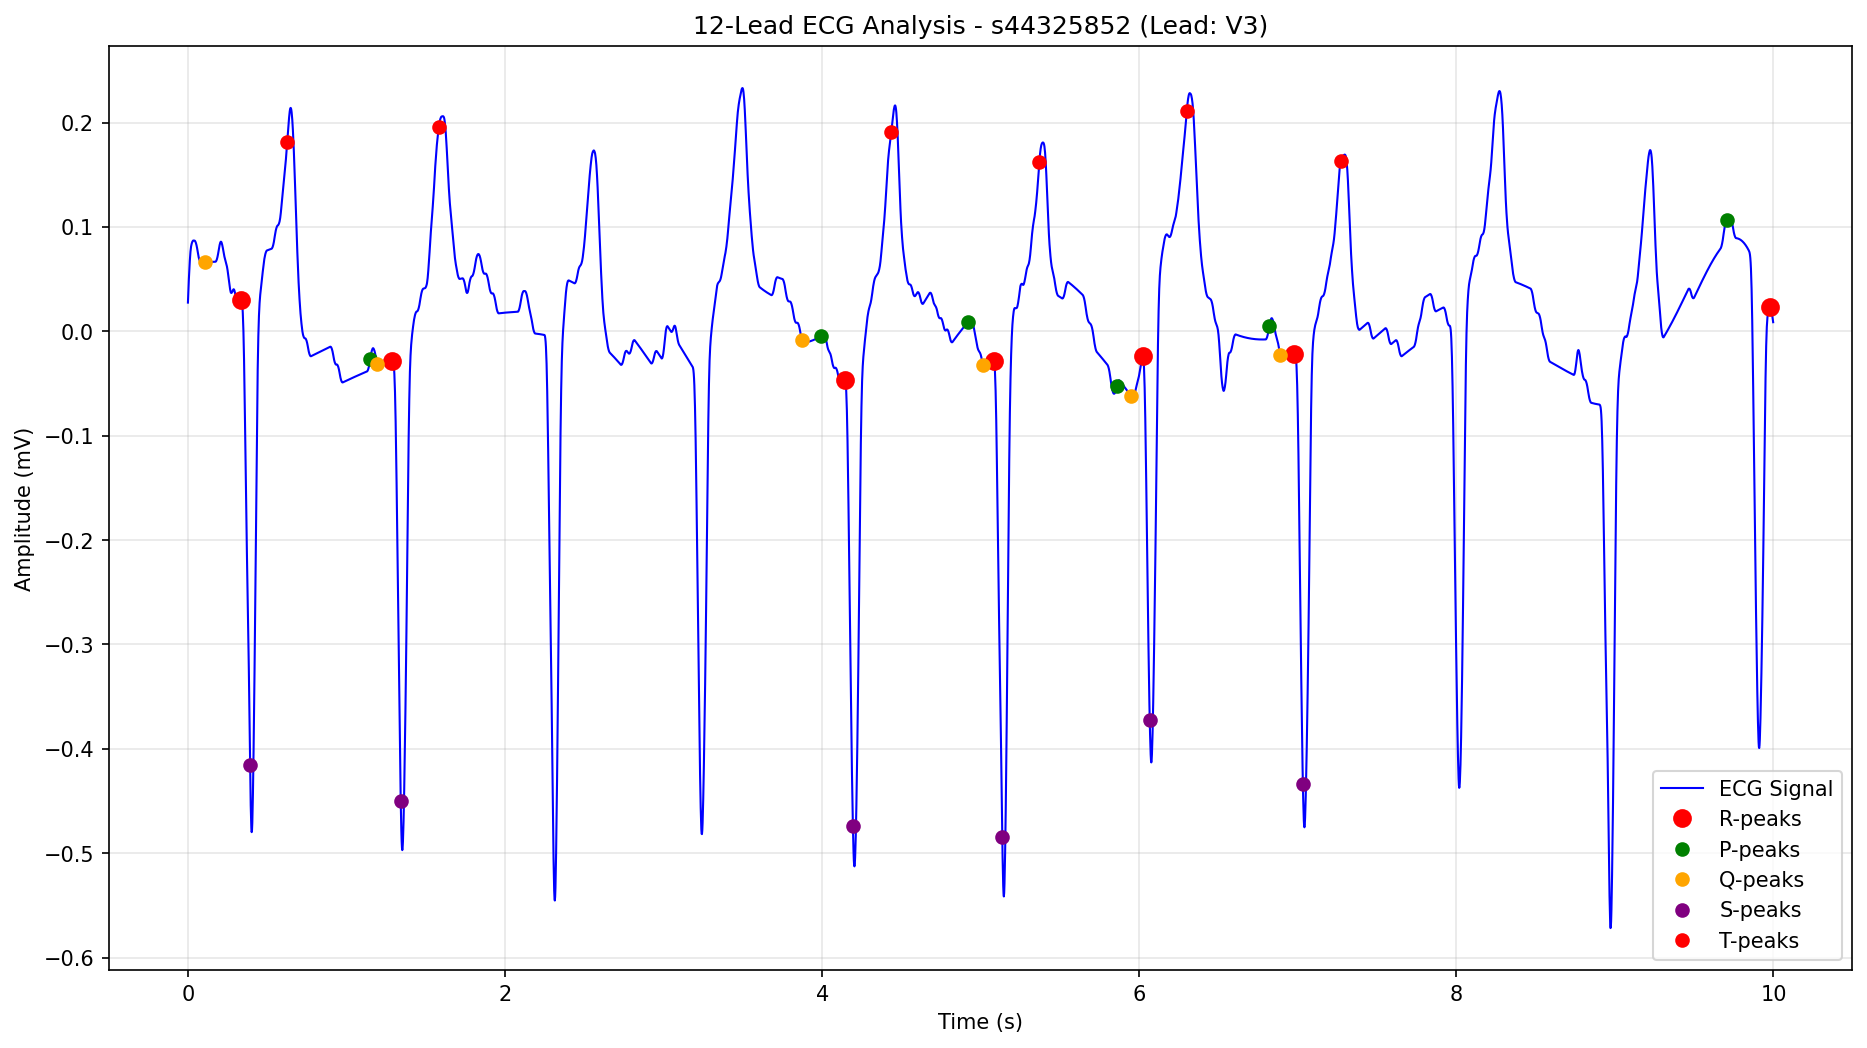 12-Lead ECG Analysis - s44325852 (Lead: V3)
Amplitude (mV)
0.2
0.1
0.0
−0.1
−0.2
−0.3
−0.4
−0.5
−0.6
0 2 4 6 8 10
Time (s)
ECG Signal
R-peaks
P-peaks
Q-peaks
S-peaks
T-peaks